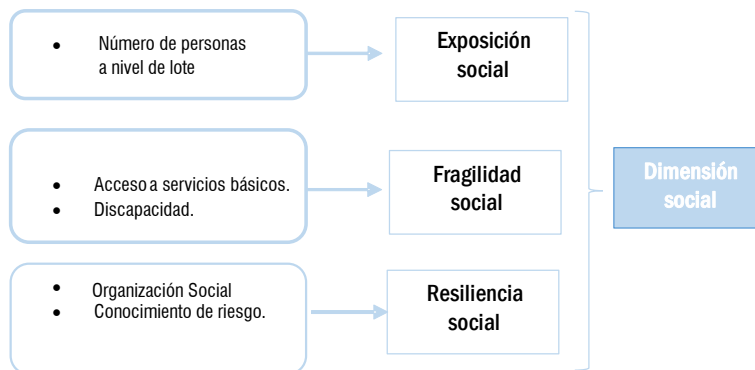 • Número de personas
a nivel de lote
Exposición
social
• Acceso a servicios básicos.
• Discapacidad.
Fragilidad
social
Dimensión
social
• Organización Social
• Conocimiento de riesgo.
Resiliencia
social